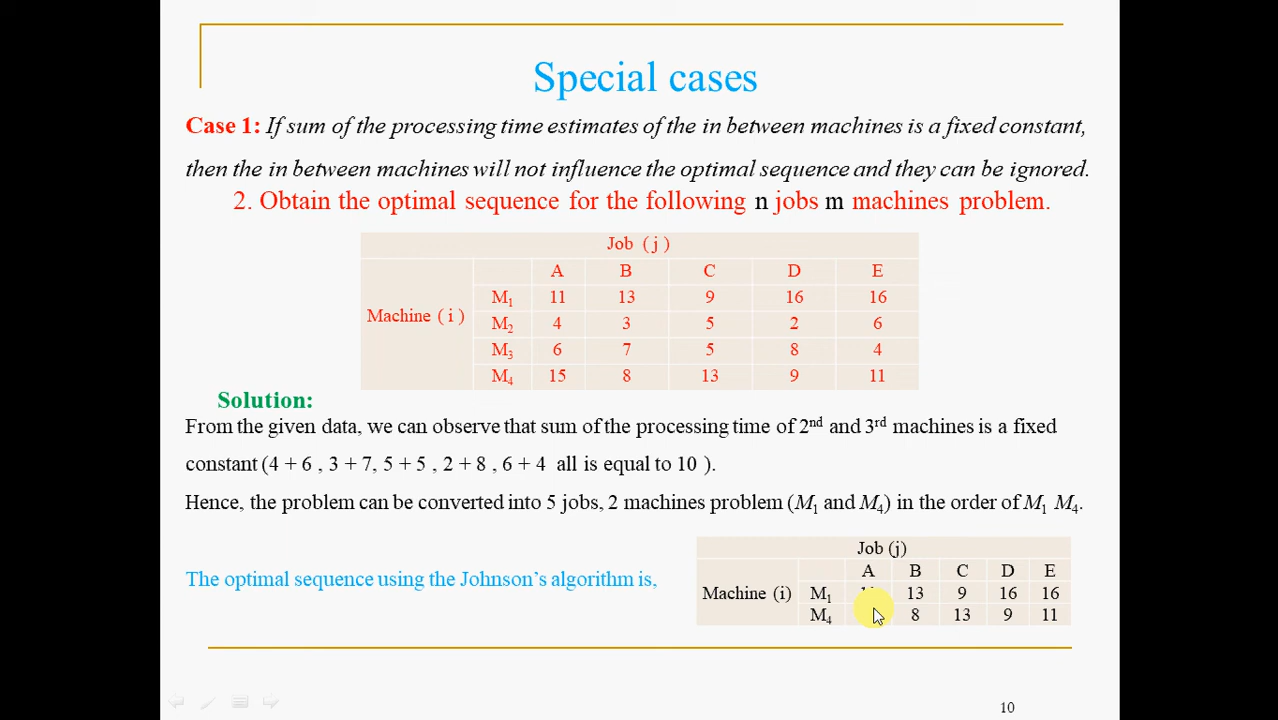 Special cases
Case 1: If sum of the processing time estimates of the in between machines is a fixed constant,
then the in between machines will not influence the optimal sequence and they can be ignored.
2. Obtain the optimal sequence for the following n jobs m machines problem.
Job ( j )
A B C D E
Machine ( i )
M1 11 13 9 16 16
M2 4 3 5 2 6
M3 6 7 5 8 4
M4 15 8 13 9 11
Solution:
From the given data, we can observe that sum of the processing time of 2nd and 3rd machines is a fixed
constant (4 + 6 , 3 + 7, 5 + 5 , 2 + 8 , 6 + 4 all is equal to 10 ).
Hence, the problem can be converted into 5 jobs, 2 machines problem (M1 and M4) in the order of M1 M4.
The optimal sequence using the Johnson's algorithm is,
Job (j)
A B C D E
Machine (i) M1 13 9 16 16
M4 8 13 9 11
10